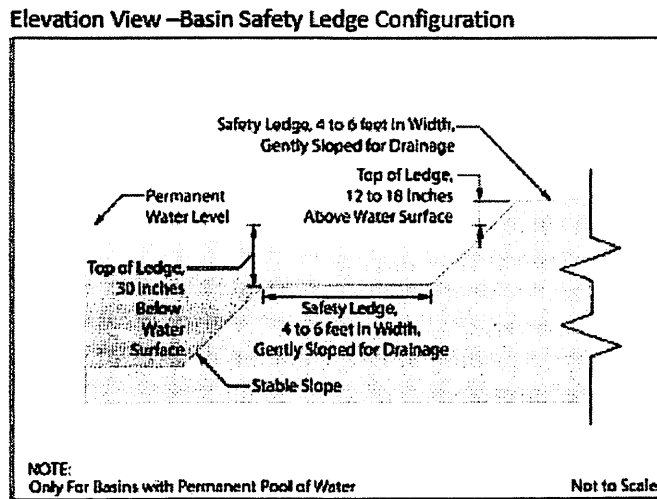 Elevation View –Basin Safety Ledge Configuration
Safety Ledge, 4 to 6 feet in Width,
Gently Sloped for Drainage
Top of Ledge,
12 to 18 Inches
Above Water Surface
Permanent
Water Level
Top of Ledge,
30 Inches
Below
Water
Surface
Safety Ledge,
4 to 6 feet in Width,
Gently Sloped for Drainage
Stable Slope
NOTE:
Only For Basins with Permanent Pool of Water
Not to Scale